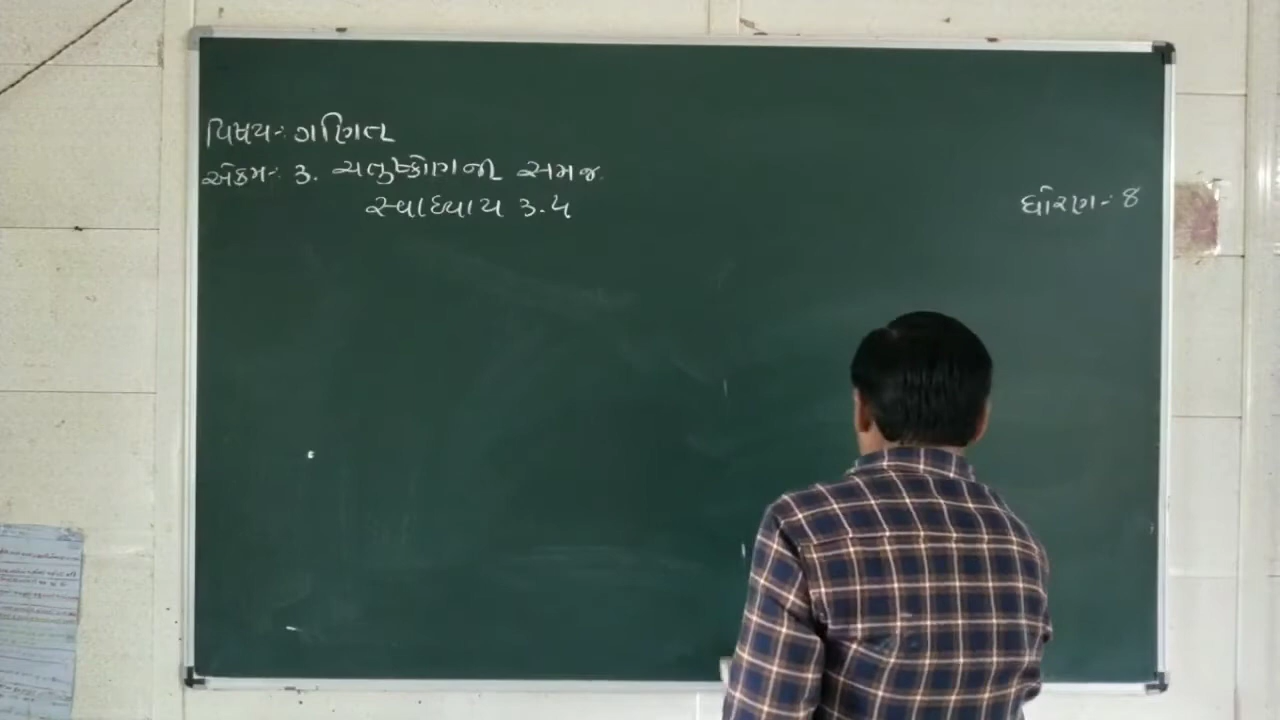 વિષય:- ગણિત
એકમ:- ૩. ચતુષ્કોણની સમજ
સ્વાધ્યાય ૩.૫
ધોરણ:- 8